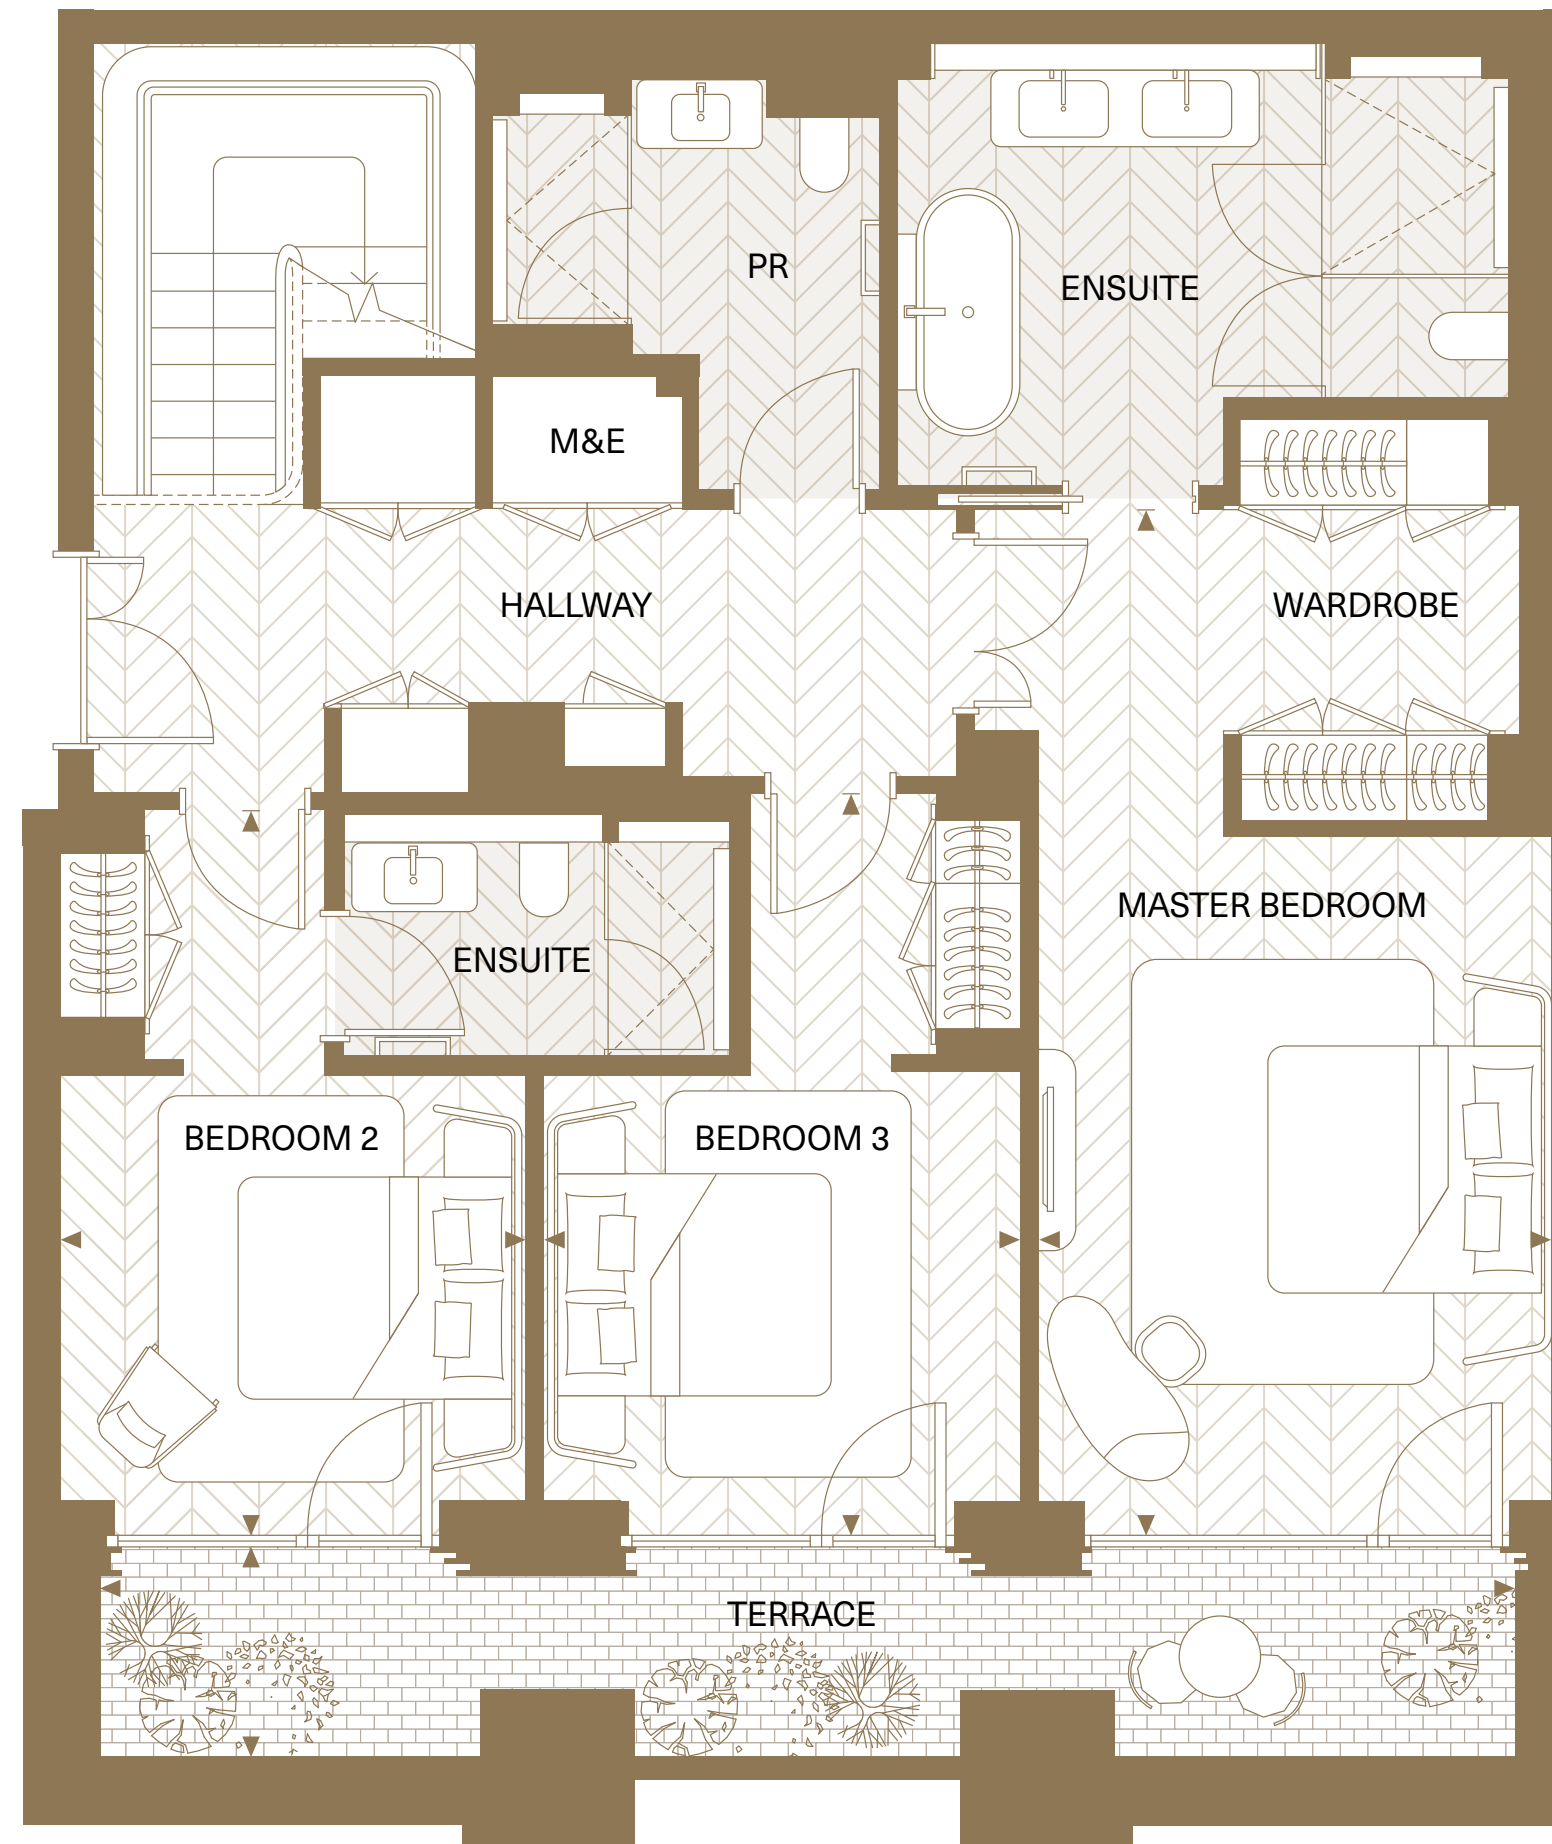 PR
ENSUITE
M&E
HALLWAY
WARDROBE
MASTER BEDROOM
ENSUITE
BEDROOM 2
BEDROOM 3
TERRACE